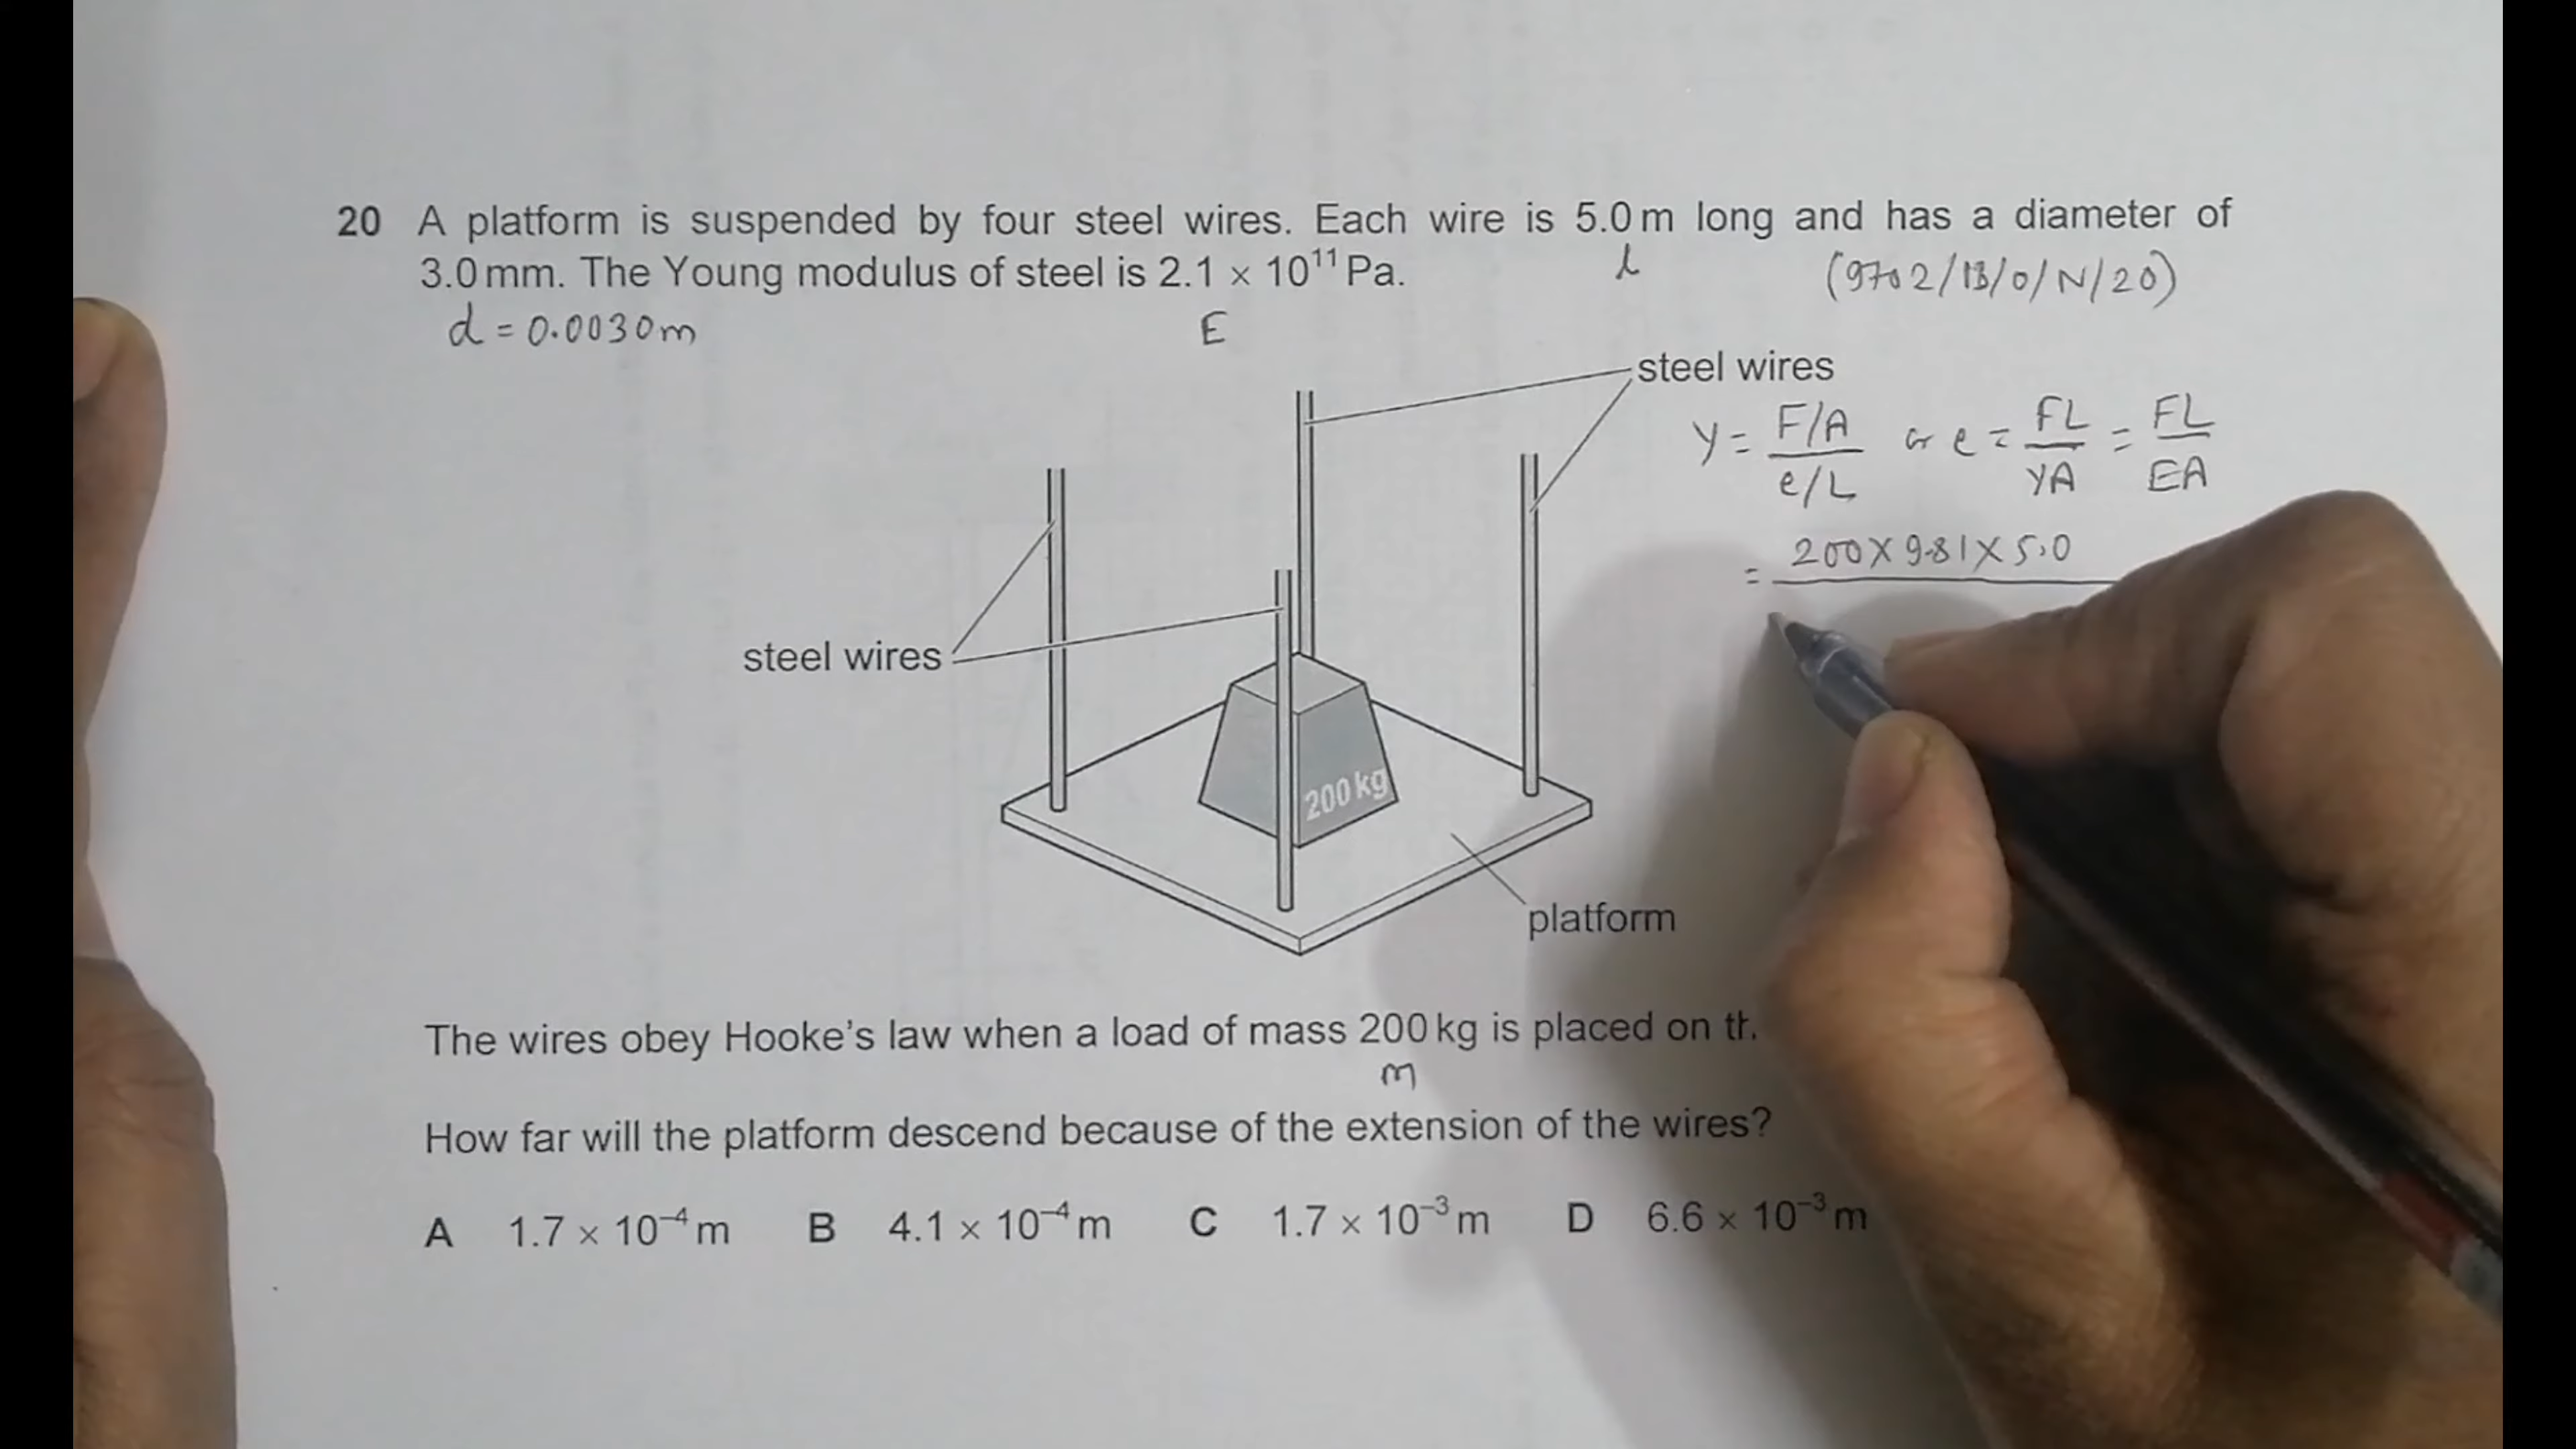 20 A platform is suspended by four steel wires. Each wire is 5.0 m long and has a diameter of
3.0 mm. The Young modulus of steel is 2.1 × 10¹¹ Pa.
l
(9702/13/O/N/20)
d = 0.0030m
E
steel wires
Y = F/A / e/L or e = FL / YA = FL / EA
= 200 X 9.81 X 5.0
steel wires
200 kg
platform
The wires obey Hooke's law when a load of mass 200 kg is placed on
m
How far will the platform descend because of the extension of the wires?
A 1.7 × 10⁻⁴ m B 4.1 × 10⁻⁴ m C 1.7 × 10⁻³ m D 6.6 × 10⁻³ m